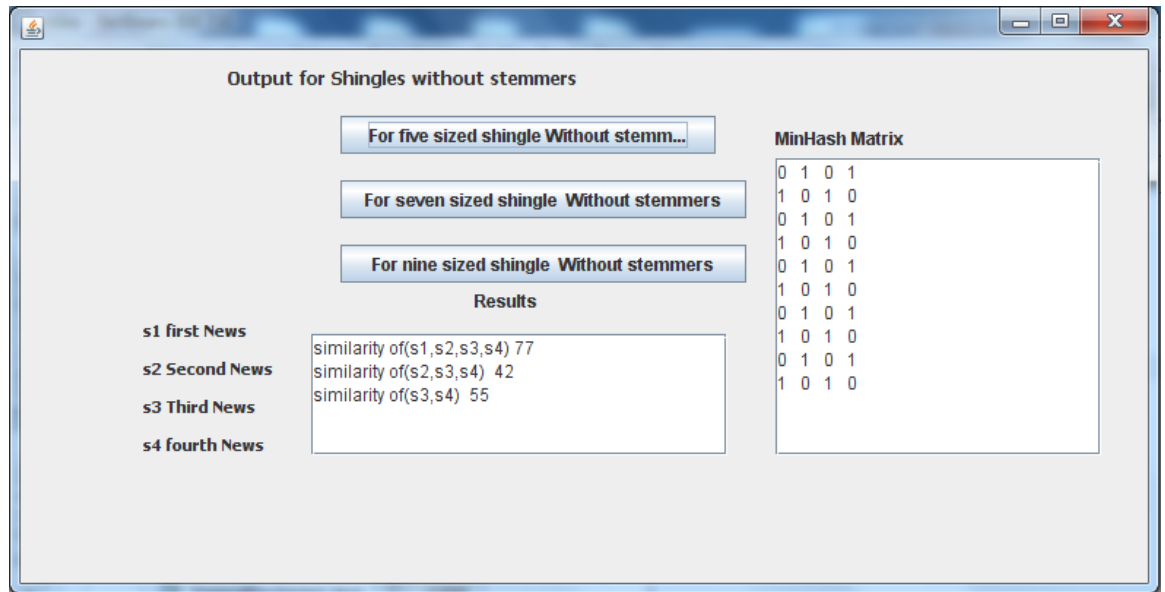 Output for Shingles without stemmers
For five sized shingle Without stemm...
For seven sized shingle Without stemmers
For nine sized shingle Without stemmers
Results
s1 first News
s2 Second News
s3 Third News
s4 fourth News
similarity of(s1,s2,s3,s4) 77
similarity of(s2,s3,s4) 42
similarity of(s3,s4) 55
MinHash Matrix
0 1 0 1
1 0 1 0
0 1 0 1
1 0 1 0
0 1 0 1
1 0 1 0
0 1 0 1
1 0 1 0
0 1 0 1
1 0 1 0